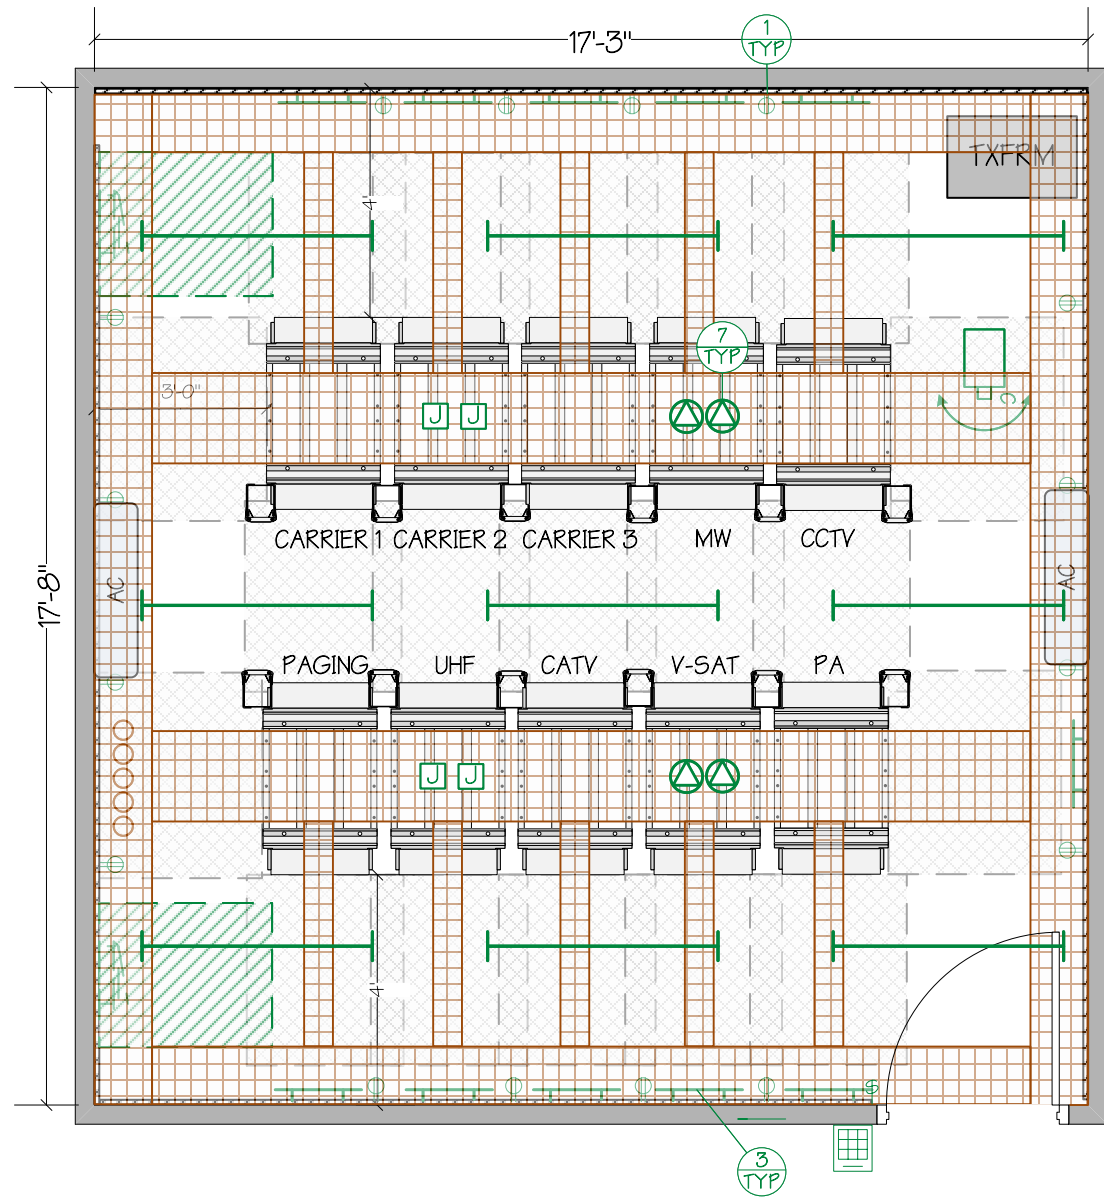 1
TYP
17'-3"
TXFRM
4'
7
TYP
3'-0"
J J
C
CARRIER 1 CARRIER 2 CARRIER 3 MW CCTV
17'-8"
AC
AC
PAGING UHF CATV V-SAT PA
J J
4'
$
3
TYP